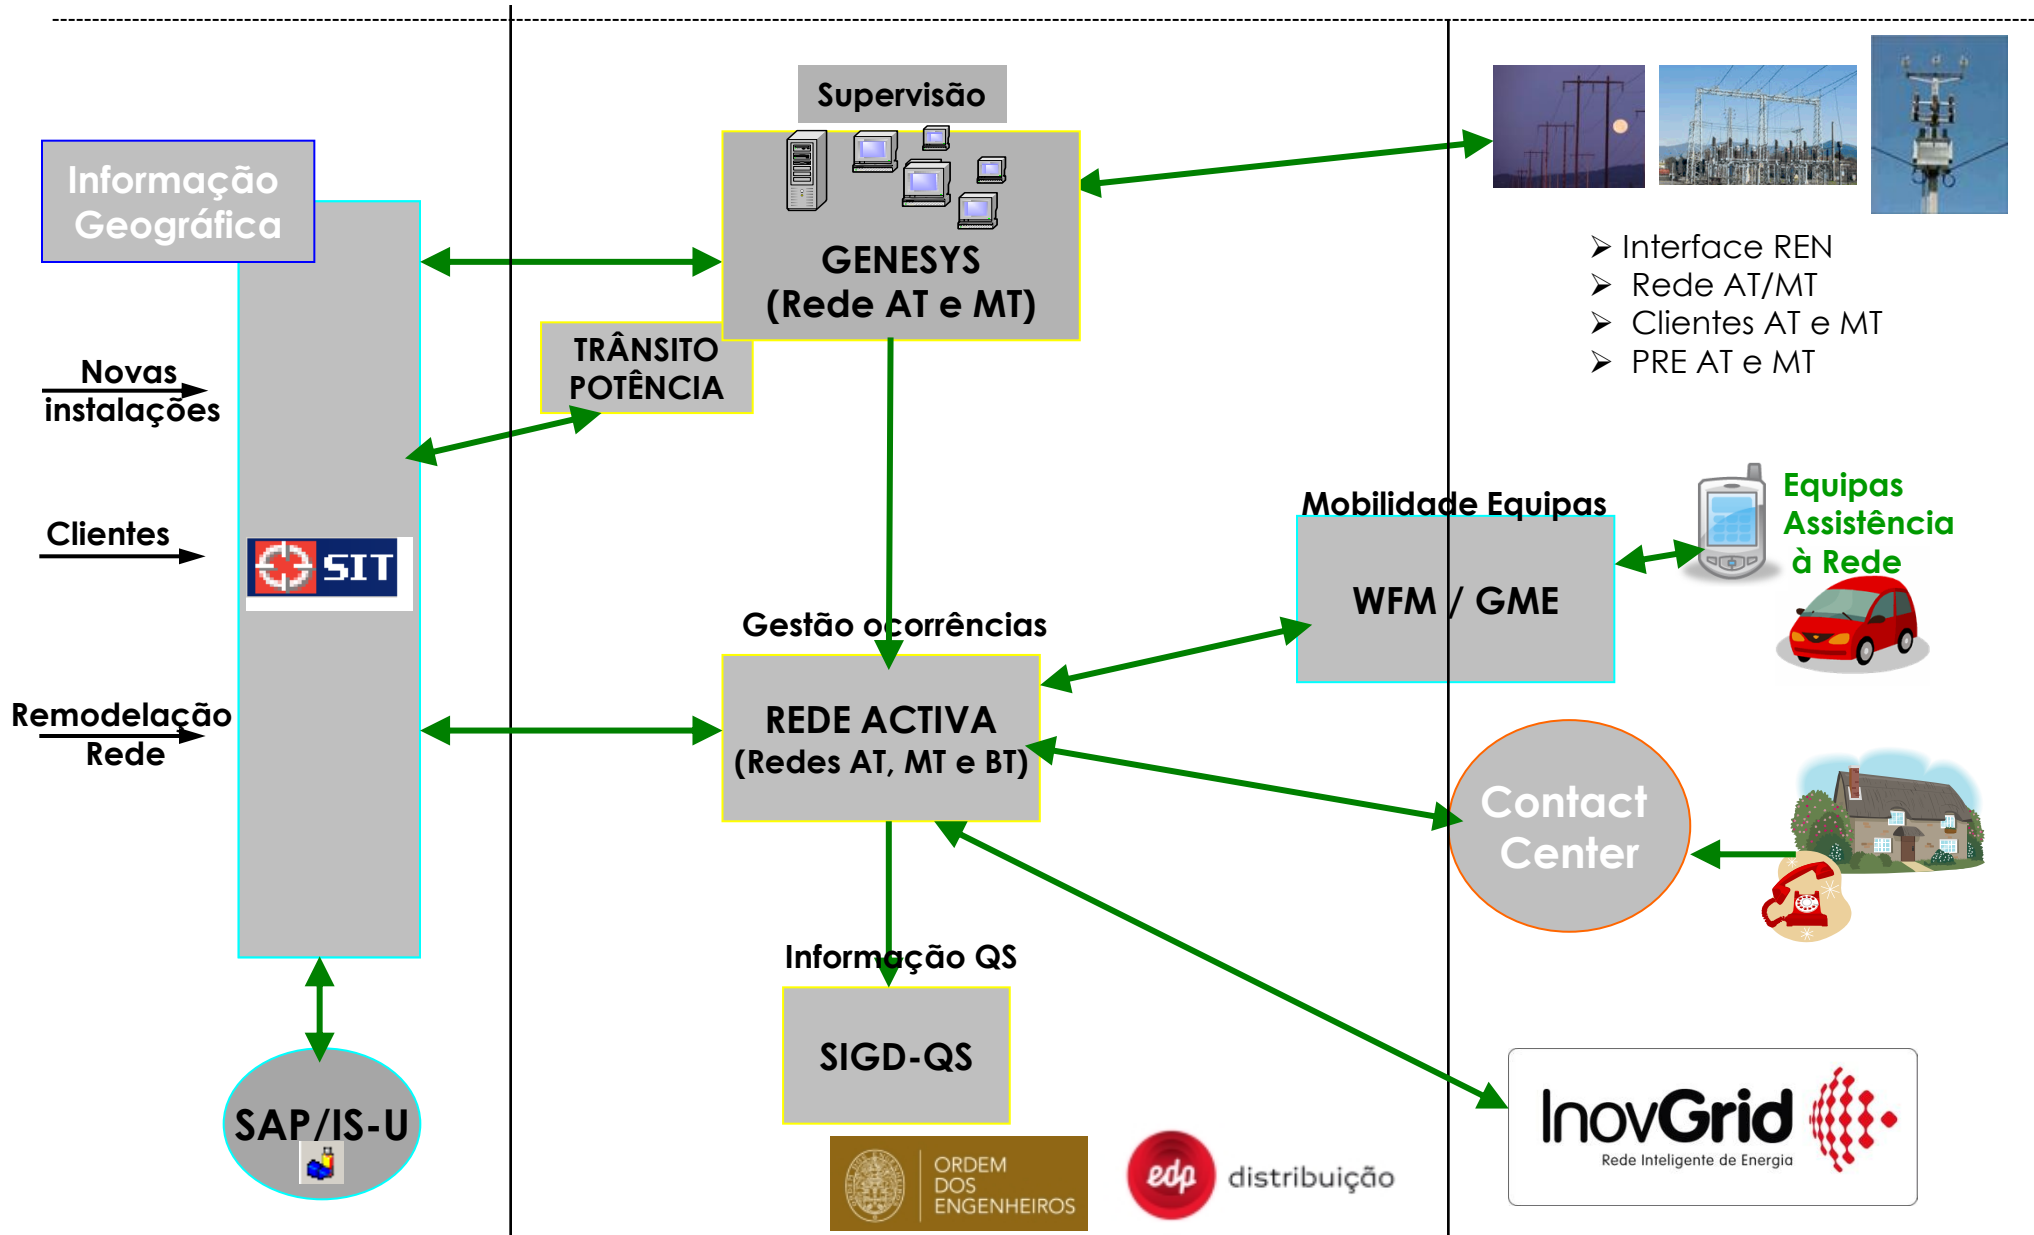 Informação
Geográfica
Novas
instalações
Clientes
SIT
Remodelação
Rede
SAP/IS-U
Supervisão
GENESYS
(Rede AT e MT)
TRÂNSITO
POTÊNCIA
Gestão ocorrências
REDE ACTIVA
(Redes AT, MT e BT)
Informação QS
SIGD-QS
ORDEM
DOS
ENGENHEIROS
edp distribuição
➢ Interface REN
➢ Rede AT/MT
➢ Clientes AT e MT
➢ PRE AT e MT
Mobilidade Equipas
WFM / GME
Equipas
Assistência
à Rede
Contact
Center
InovGrid
Rede Inteligente de Energia